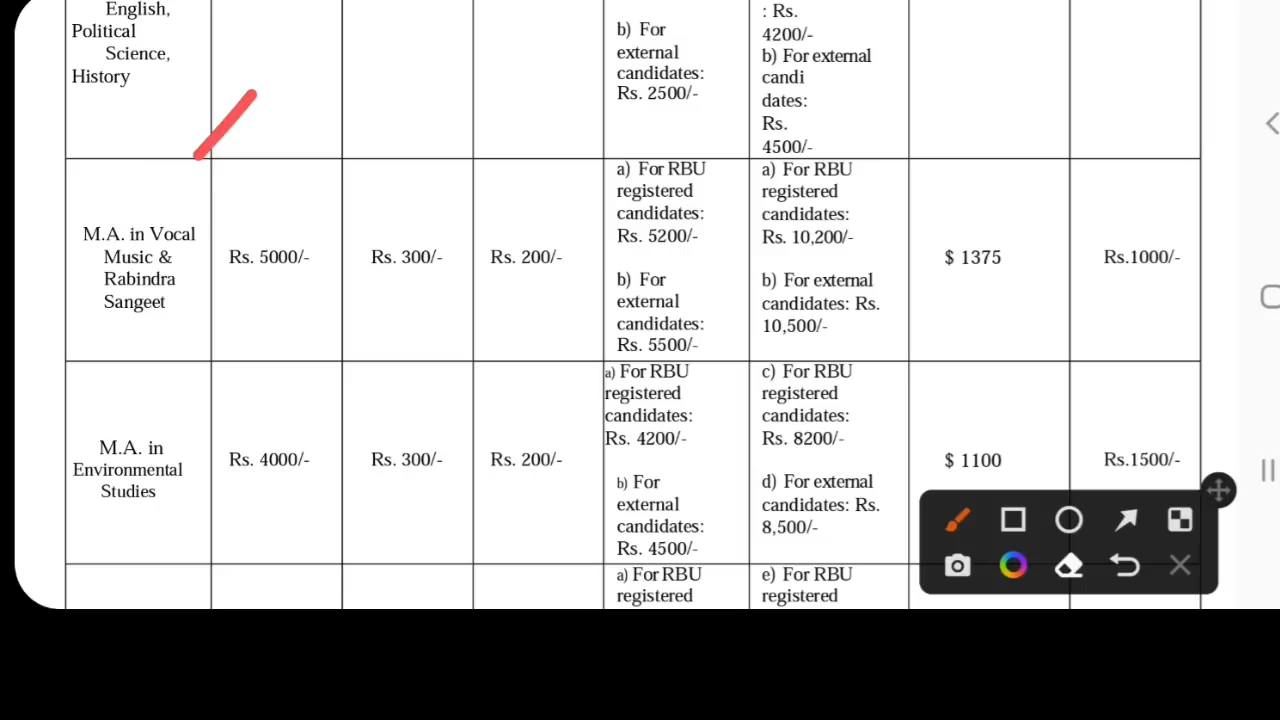 English,
Political
Science,
History
b) For
external
candidates:
Rs. 2500/-
: Rs.
4200/-
b) For external
candi
dates:
Rs.
4500/-
M.A. in Vocal
Music &
Rabindra
Sangeet
Rs. 5000/-
Rs. 300/-
Rs. 200/-
a) For RBU
registered
candidates:
Rs. 5200/-
b) For
external
candidates:
Rs. 5500/-
a) For RBU
registered
candidates:
Rs. 10,200/-
b) For external
candidates: Rs.
10,500/-
$ 1375
Rs.1000/-
M.A. in
Environmental
Studies
Rs. 4000/-
Rs. 300/-
Rs. 200/-
a) For RBU
registered
candidates:
Rs. 4200/-
b) For
external
candidates:
Rs. 4500/-
c) For RBU
registered
candidates:
Rs. 8200/-
d) For external
candidates: Rs.
8,500/-
$ 1100
Rs.1500/-
a) For RBU
registered
e) For RBU
registered